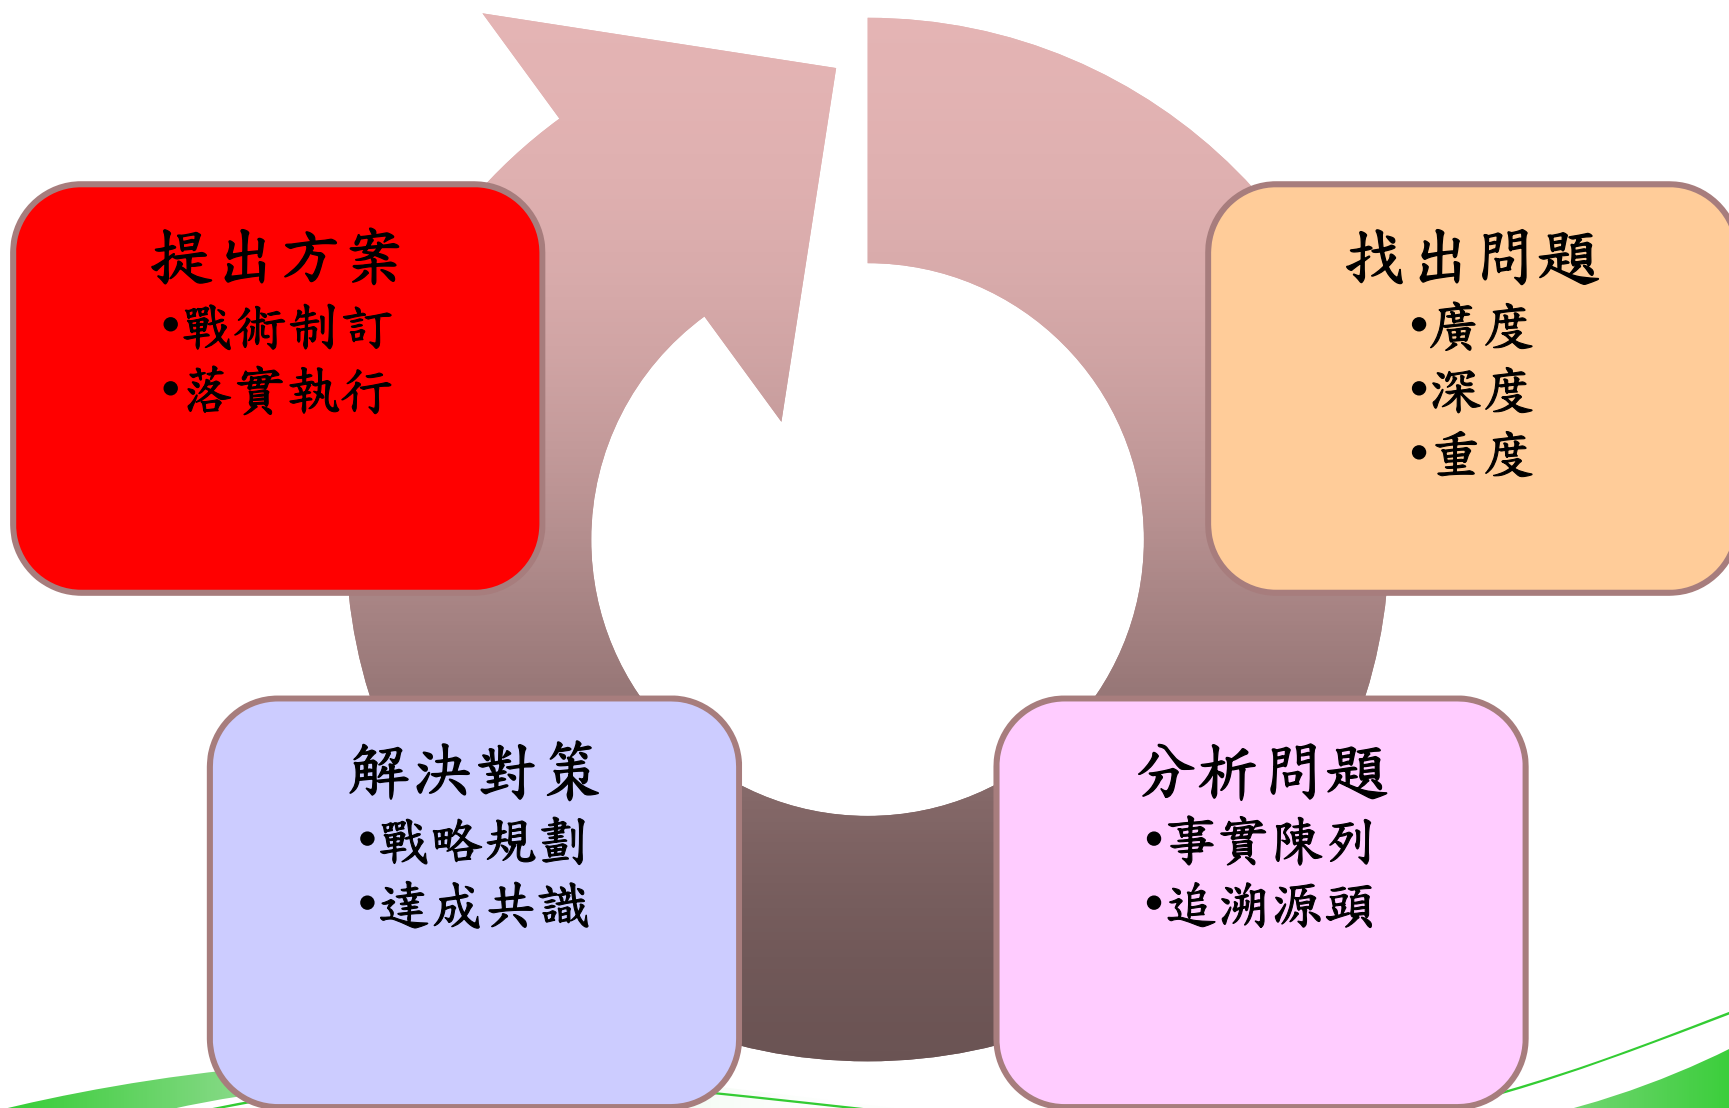 提出方案
•戰術制訂
•落實執行
找出問題
•廣度
•深度
•重度
解決對策
•戰略規劃
•達成共識
分析問題
•事實陳列
•追溯源頭